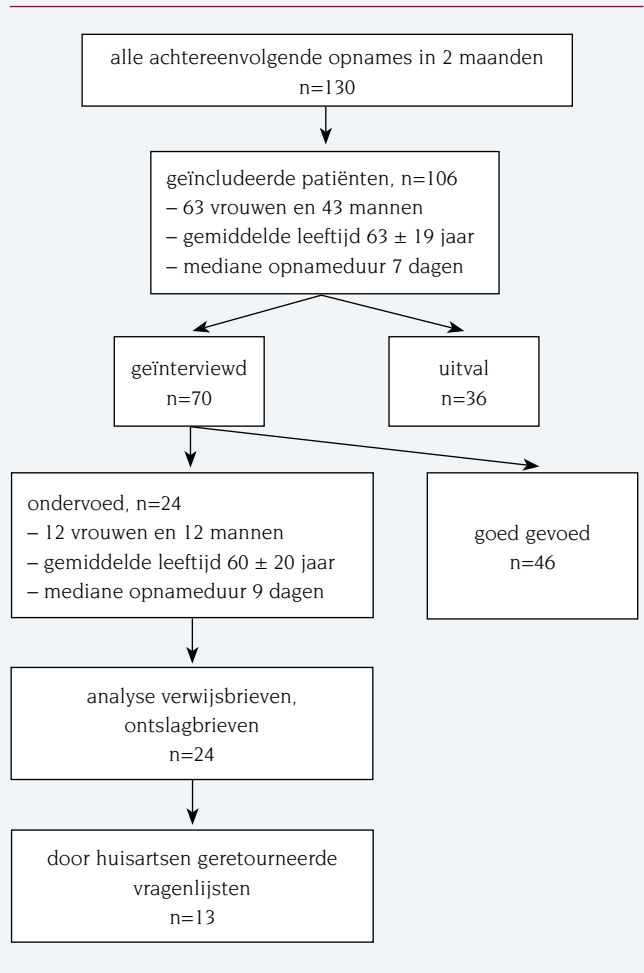 alle achtereenvolgende opnames in 2 maanden
n=130
geïncludeerde patiënten, n=106
– 63 vrouwen en 43 mannen
– gemiddelde leeftijd 63 ± 19 jaar
– mediane opnameduur 7 dagen
geïnterviewd
n=70
uitval
n=36
ondervoed, n=24
– 12 vrouwen en 12 mannen
– gemiddelde leeftijd 60 ± 20 jaar
– mediane opnameduur 9 dagen
goed gevoed
n=46
analyse verwijsbrieven,
ontslagbrieven
n=24
door huisartsen geretourneerde
vragenlijsten
n=13